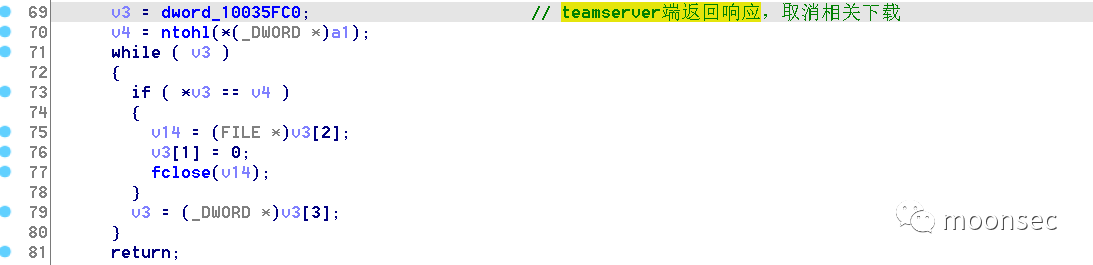 69 v3 = dword_10035FC0; // teamserver端返回响应，取消相关下载
70 v4 = ntohl(*(_DWORD *)a1);
71 while ( v3 )
72 {
73 if ( *v3 == v4 )
74 {
75 v14 = (FILE *)v3[2];
76 v3[1] = 0;
77 fclose(v14);
78 }
79 v3 = (_DWORD *)v3[3];
80 }
81 return;
moonsec